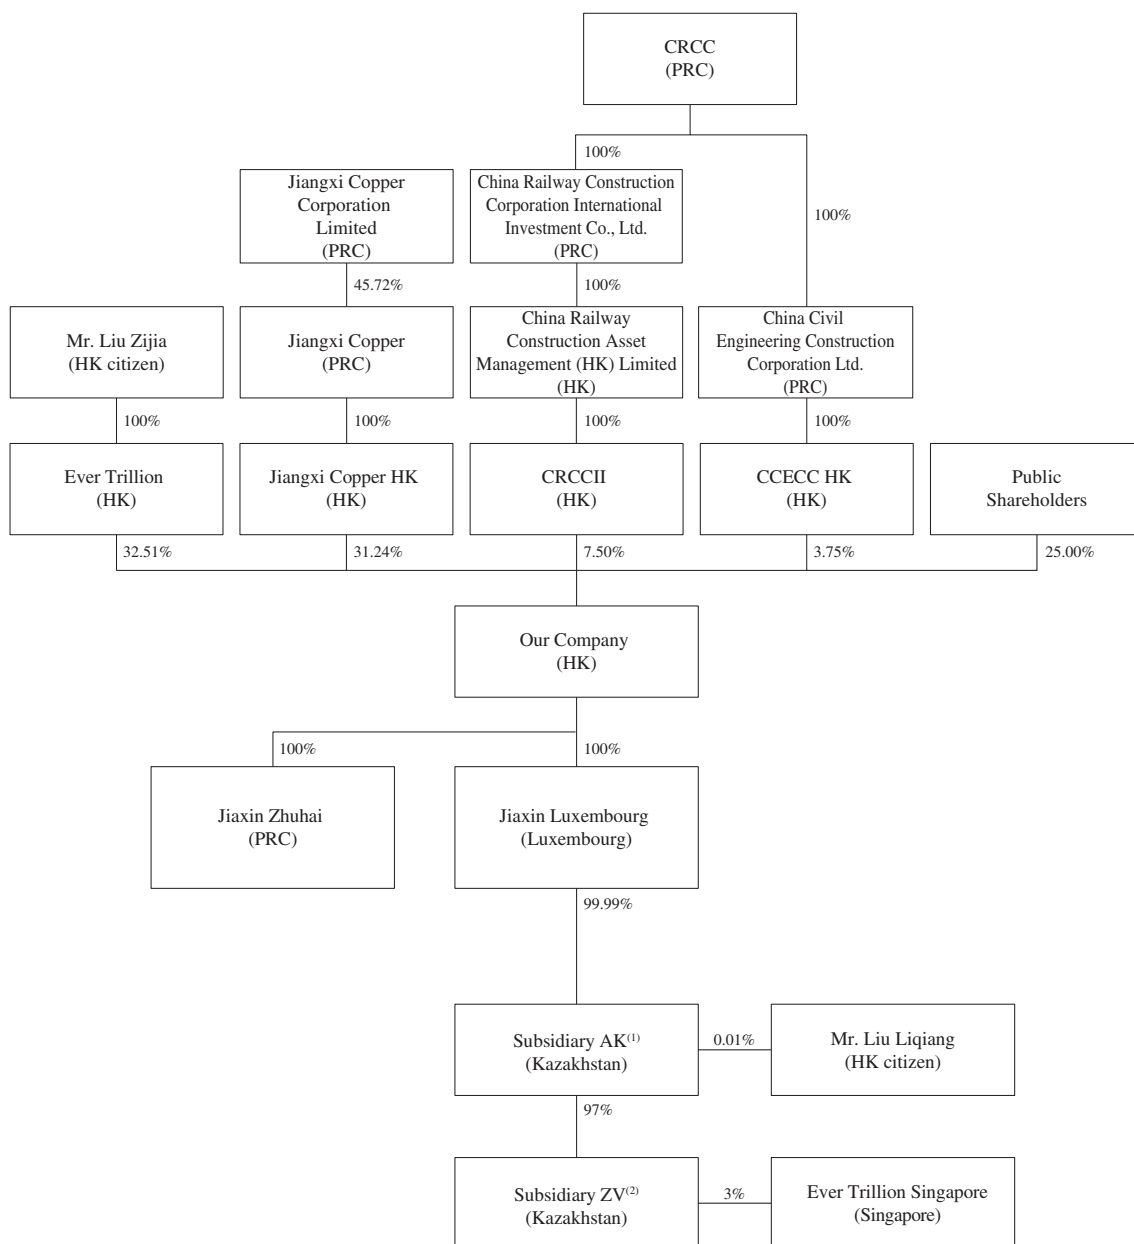 CRCC
(PRC)
100%
Jiangxi Copper
Corporation
Limited
(PRC)
China Railway Construction
Corporation International
Investment Co., Ltd.
(PRC)
100%
45.72%
100%
Mr. Liu Zijia
(HK citizen)
Jiangxi Copper
(PRC)
China Railway
Construction Asset
Management (HK) Limited
(HK)
China Civil
Engineering Construction
Corporation Ltd.
(PRC)
100%
100%
100%
100%
Ever Trillion
(HK)
Jiangxi Copper HK
(HK)
CRCCII
(HK)
CCECC HK
(HK)
Public
Shareholders
32.51%
31.24%
7.50%
3.75%
25.00%
Our Company
(HK)
100%
100%
Jiaxin Zhuhai
(PRC)
Jiaxin Luxembourg
(Luxembourg)
99.99%
Subsidiary AK(1)
(Kazakhstan)
0.01%
Mr. Liu Liqiang
(HK citizen)
97%
Subsidiary ZV(2)
(Kazakhstan)
3%
Ever Trillion Singapore
(Singapore)